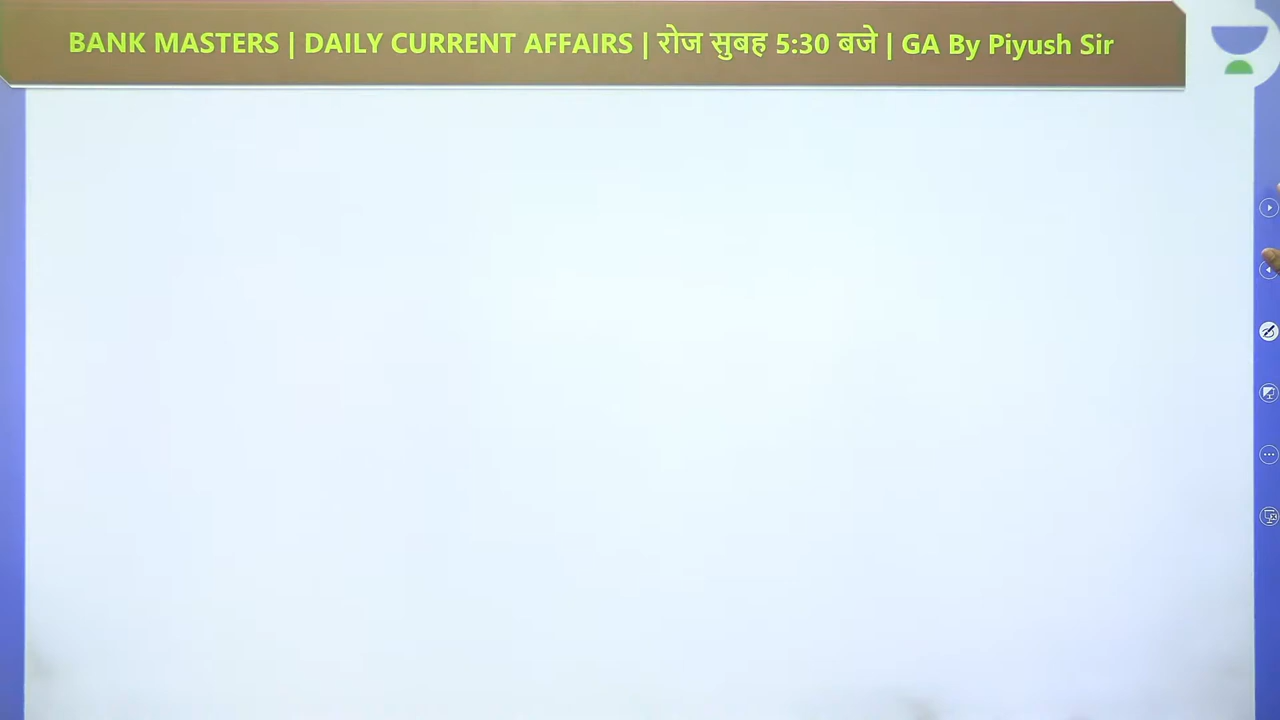 BANK MASTERS | DAILY CURRENT AFFAIRS | रोज सुबह 5:30 बजे | GA By Piyush Sir